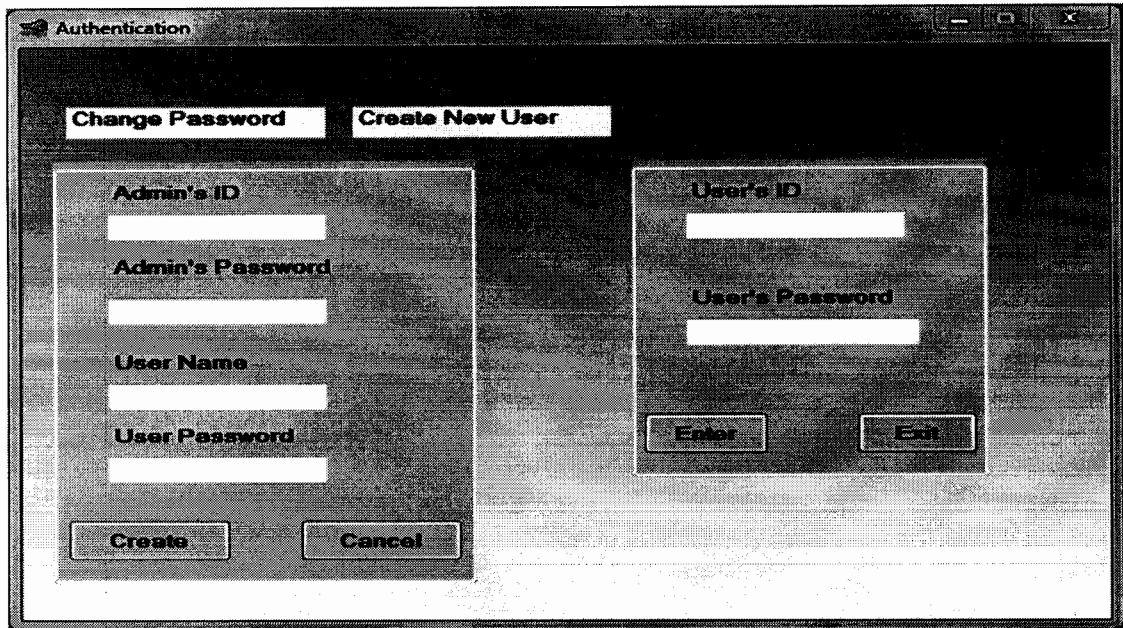 Authentication
Change Password
Create New User
Admin's ID
Admin's Password
User Name
User Password
Create
Cancel
User's ID
User's Password
Enter
Exit